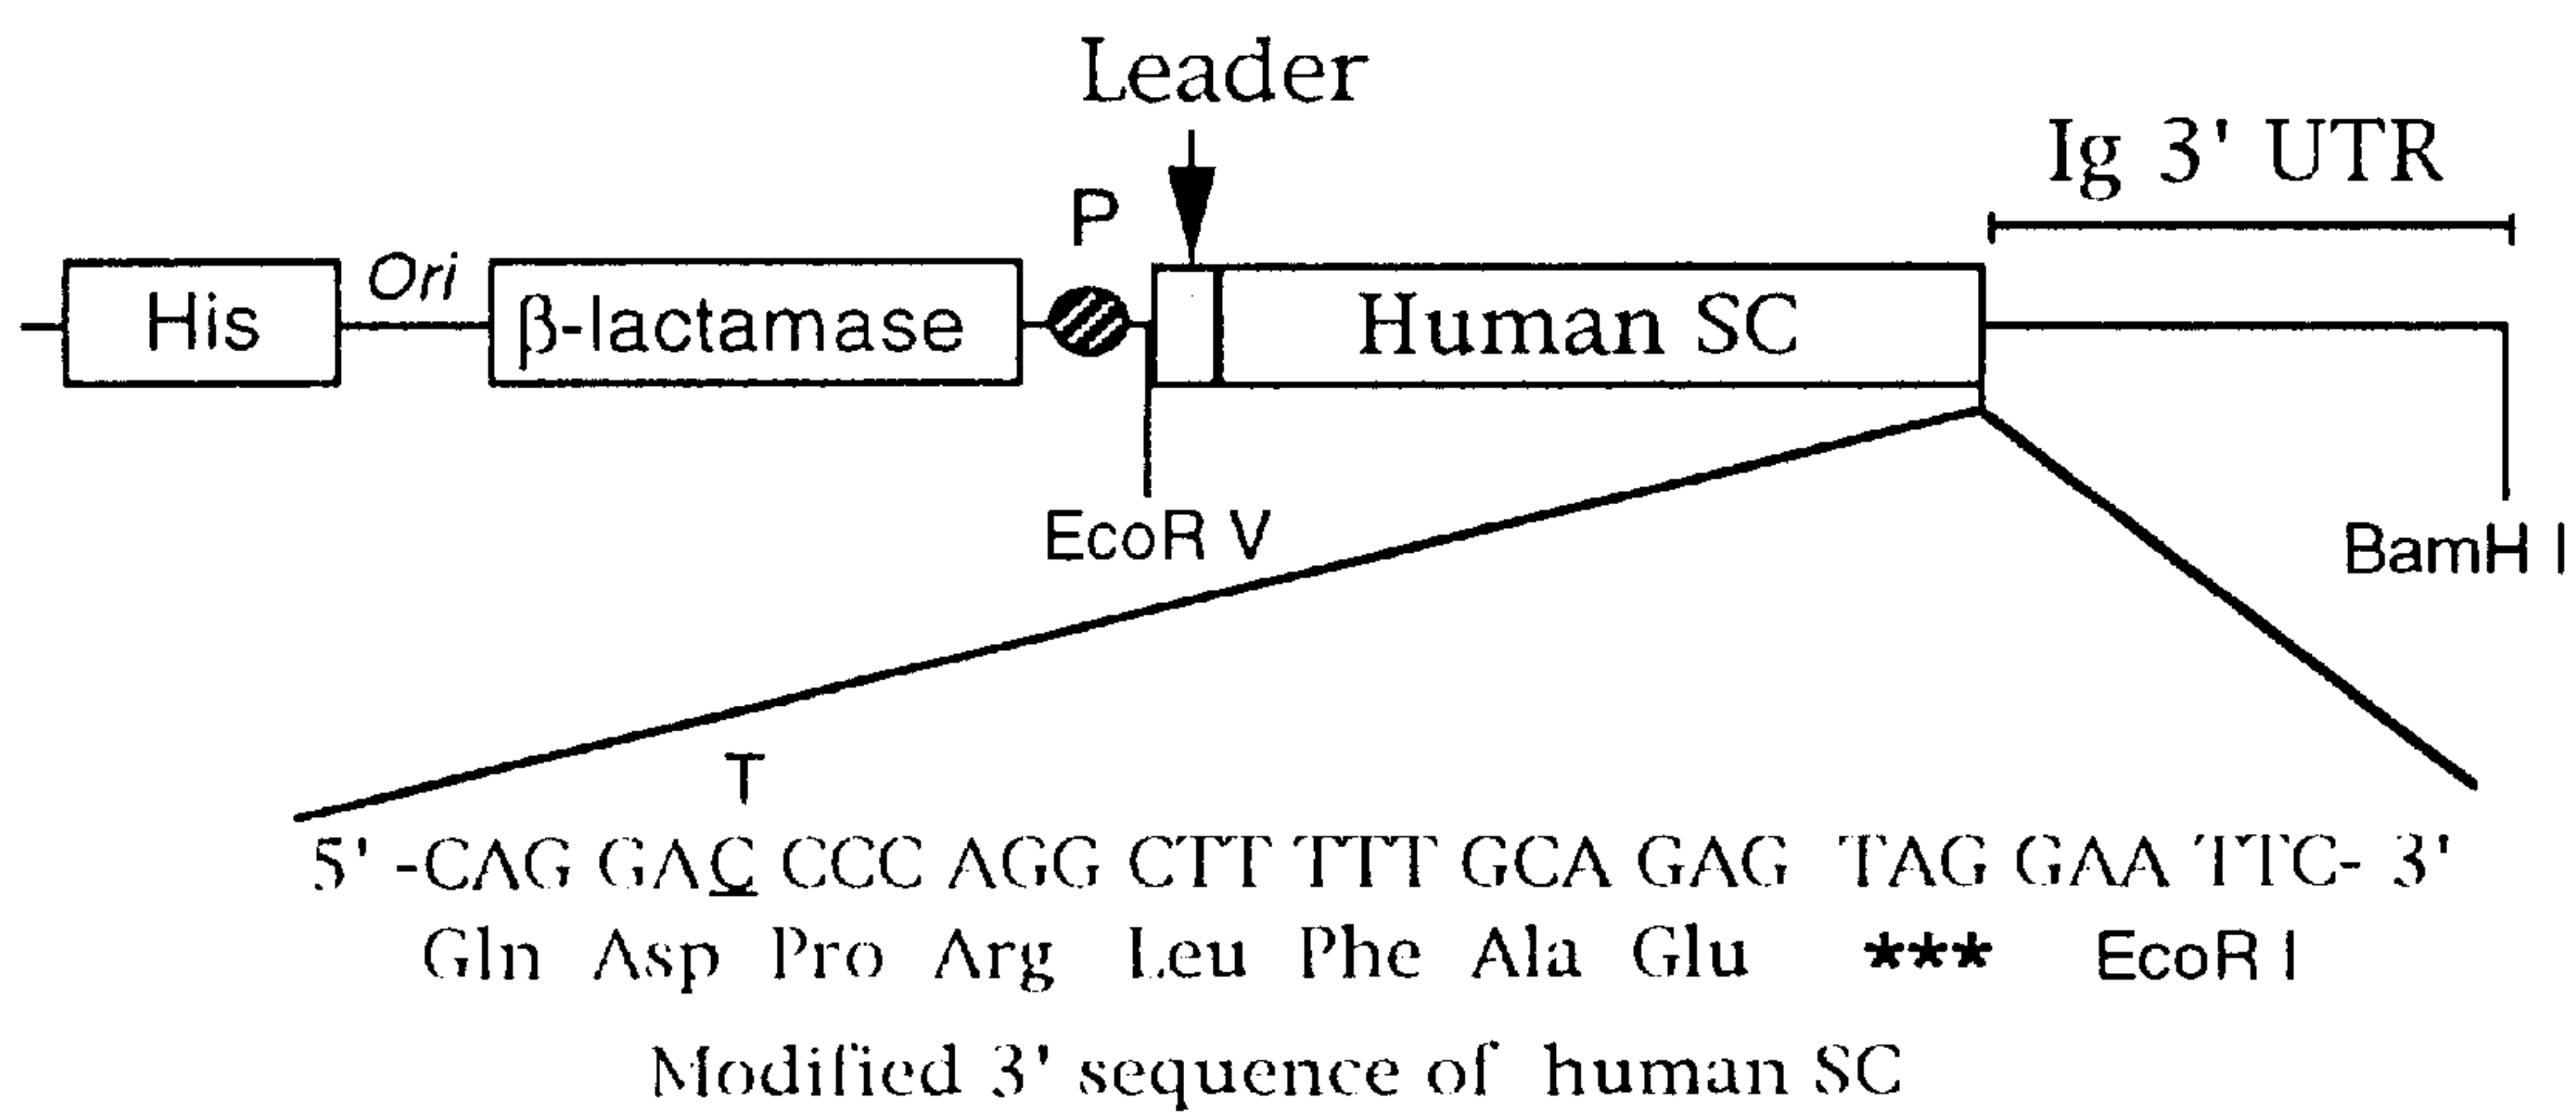 Leader
Ig 3' UTR
P
His Ori β-lactamase Human SC
EcoR V
BamH I
T
5' -CAG GAC CCC AGG CTT TTT GCA GAG TAG GAA TTC- 3'
Gln Asp Pro Arg Leu Phe Ala Glu *** EcoR I
Modified 3' sequence of human SC